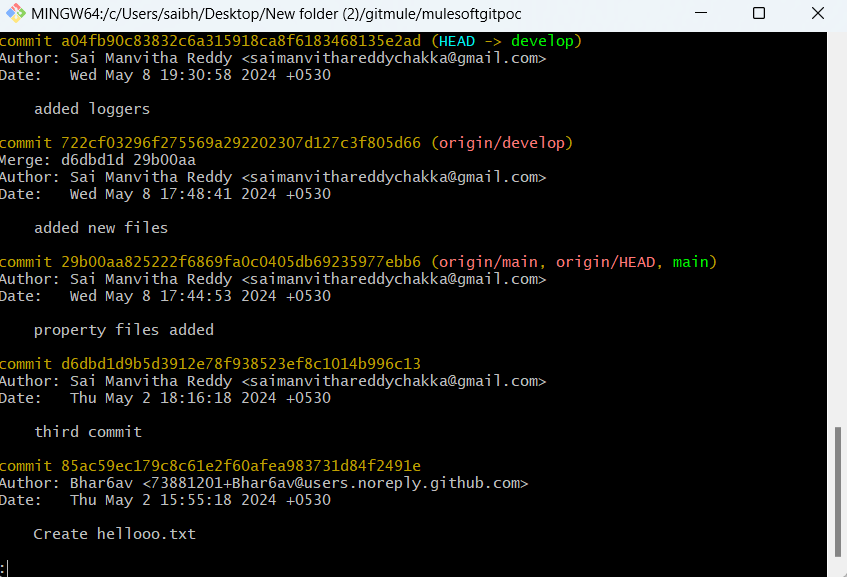 MINGW64:/c/Users/saibh/Desktop/New folder (2)/gitmule/mulesoftgitpoc
commit a04fb90c83832c6a315918ca8f6183468135e2ad (HEAD -> develop)
Author: Sai Manvitha Reddy <saimanvithareddychakka@gmail.com>
Date:   Wed May 8 19:30:58 2024 +0530
added loggers
commit 722cf03296f275569a292202307d127c3f805d66 (origin/develop)
Merge: d6dbd1d 29b00aa
Author: Sai Manvitha Reddy <saimanvithareddychakka@gmail.com>
Date:   Wed May 8 17:48:41 2024 +0530
added new files
commit 29b00aa825222f6869fa0c0405db69235977ebb6 (origin/main, origin/HEAD, main)
Author: Sai Manvitha Reddy <saimanvithareddychakka@gmail.com>
Date:   Wed May 8 17:44:53 2024 +0530
property files added
commit d6dbd1d9b5d3912e78f938523ef8c1014b996c13
Author: Sai Manvitha Reddy <saimanvithareddychakka@gmail.com>
Date:   Thu May 2 18:16:18 2024 +0530
third commit
commit 85ac59ec179c8c61e2f60afea983731d84f2491e
Author: Bhar6av <73881201+Bhar6av@users.noreply.github.com>
Date:   Thu May 2 15:55:18 2024 +0530
Create hellooo.txt
: